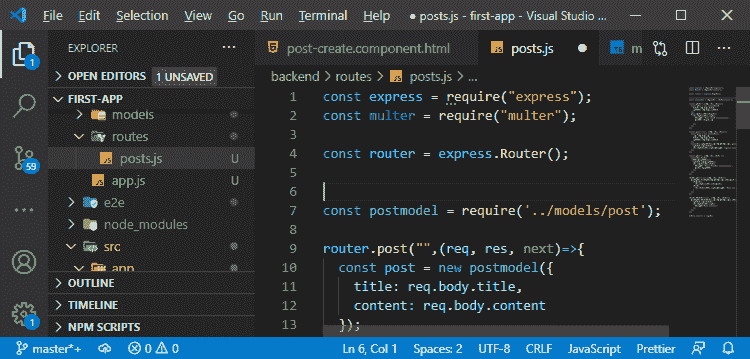 File Edit Selection View Go Run Terminal Help ● posts.js - first-app - Visual Studio ...
EXPLORER ...
OPEN EDITORS 1 UNSAVED
FIRST-APP
models
routes
posts.js U
app.js U
e2e
node_modules
src
app
OUTLINE
TIMELINE
NPM SCRIPTS
1
59
1
post-create.component.html posts.js ● m
backend > routes > posts.js > ...
1 const express = require("express");
2 const multer = require("multer");
3
4 const router = express.Router();
5
6
7 const postmodel = require('../models/post');
8
9 router.post("",(req, res, next)=>{
10 const post = new postmodel({
11 title: req.body.title,
12 content: req.body.content
13 });
master*+ 0 0 Ln 6, Col 1 Spaces: 2 UTF-8 CRLF JavaScript Prettier